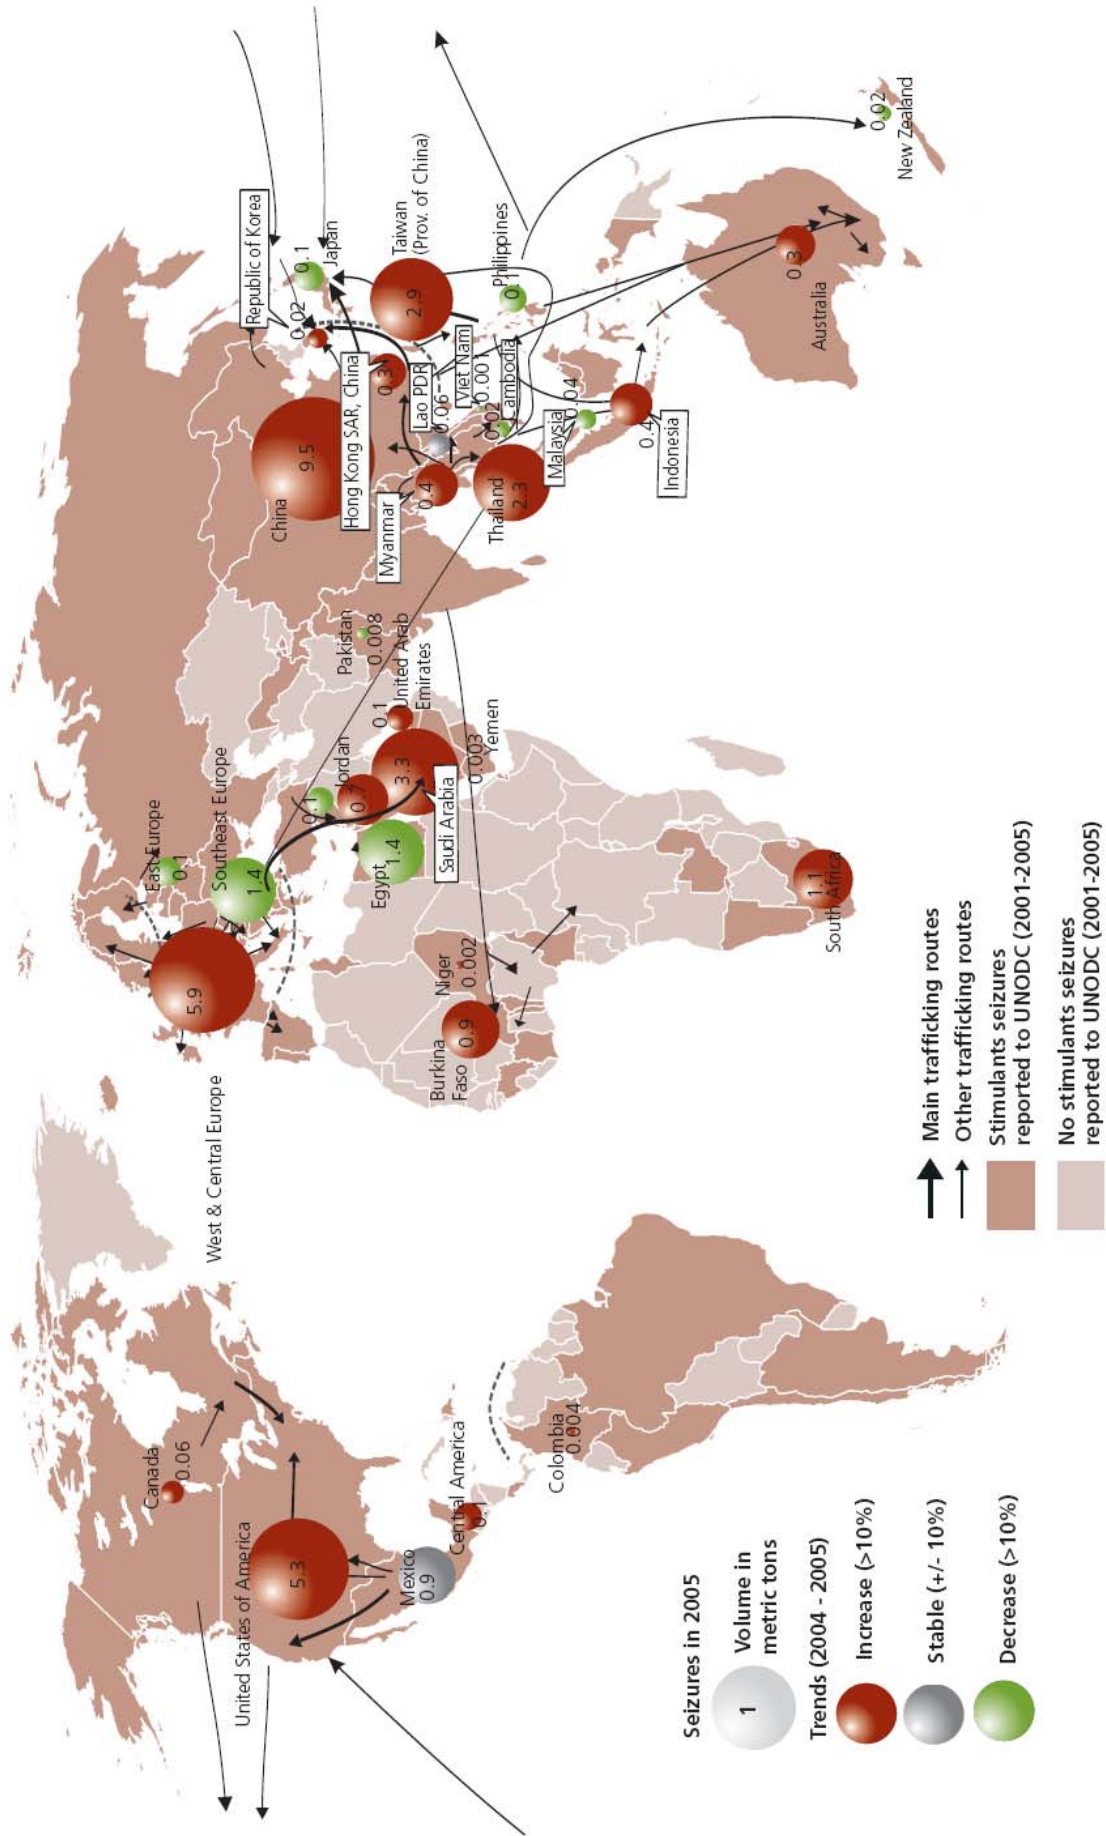 Canada
0.06
United States of America
5.3
Mexico
0.9
Central America
0.1
Colombia
0.004
West & Central Europe
5.9
East Europe
0.1
Southeast Europe
1.4
0.1
Jordan
0.7
Egypt
1.4
3.3
Saudi Arabia
0.1
United Arab
Emirates
Yemen
0.003
Pakistan
0.008
Niger
0.002
Burkina
Faso
0.9
South Africa
1.1
China
9.5
Hong Kong SAR, China
0.3
Republic of Korea
0.02
Japan
0.1
Taiwan
(Prov. of China)
2.9
Philippines
0.1
Myanmar
0.4
Lao PDR
0.06
Viet Nam
0.001
Cambodia
0.02
Thailand
2.3
Malaysia
0.04
Indonesia
0.4
Australia
0.3
New Zealand
0.02
Seizures in 2005
1
Volume in
metric tons
Trends (2004 - 2005)
Increase (>10%)
Stable (+/- 10%)
Decrease (>10%)
Main trafficking routes
Other trafficking routes
Stimulants seizures
reported to UNODC (2001-2005)
No stimulants seizures
reported to UNODC (2001-2005)